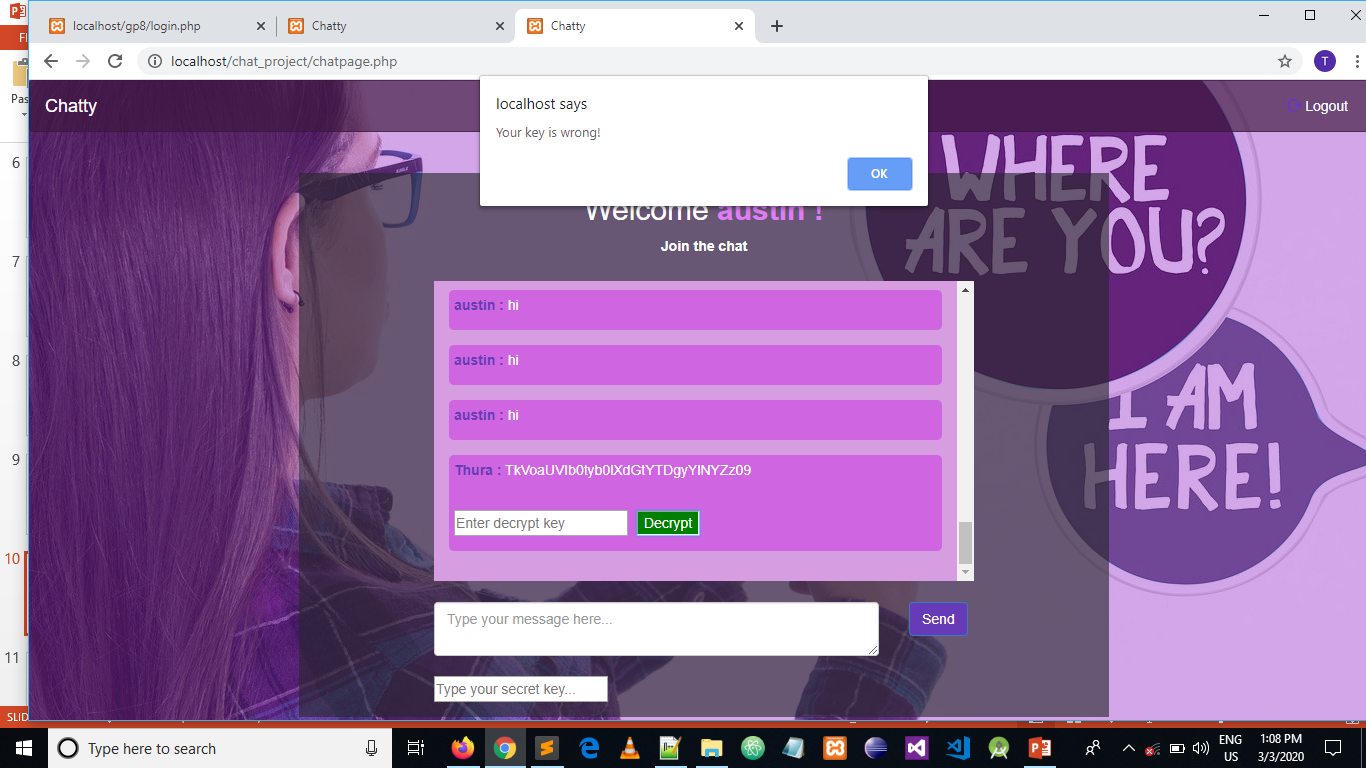 localhost/gp8/login.php
Chatty
Chatty
localhost/chat_project/chatpage.php
T
Pas
Chatty
Logout
localhost says
Your key is wrong!
OK
WHERE
ARE YOU?
Welcome austin !
Join the chat
austin : hi
austin : hi
austin : hi
Thura : TkVoaUVIb0tyb0lXdGtYTDgyYlNYZz09
Enter decrypt key
Decrypt
I AM
HERE!
Type your message here...
Send
Type your secret key...
6
7
8
9
10
11
SLID
Type here to search
ENG
US
1:08 PM
3/3/2020